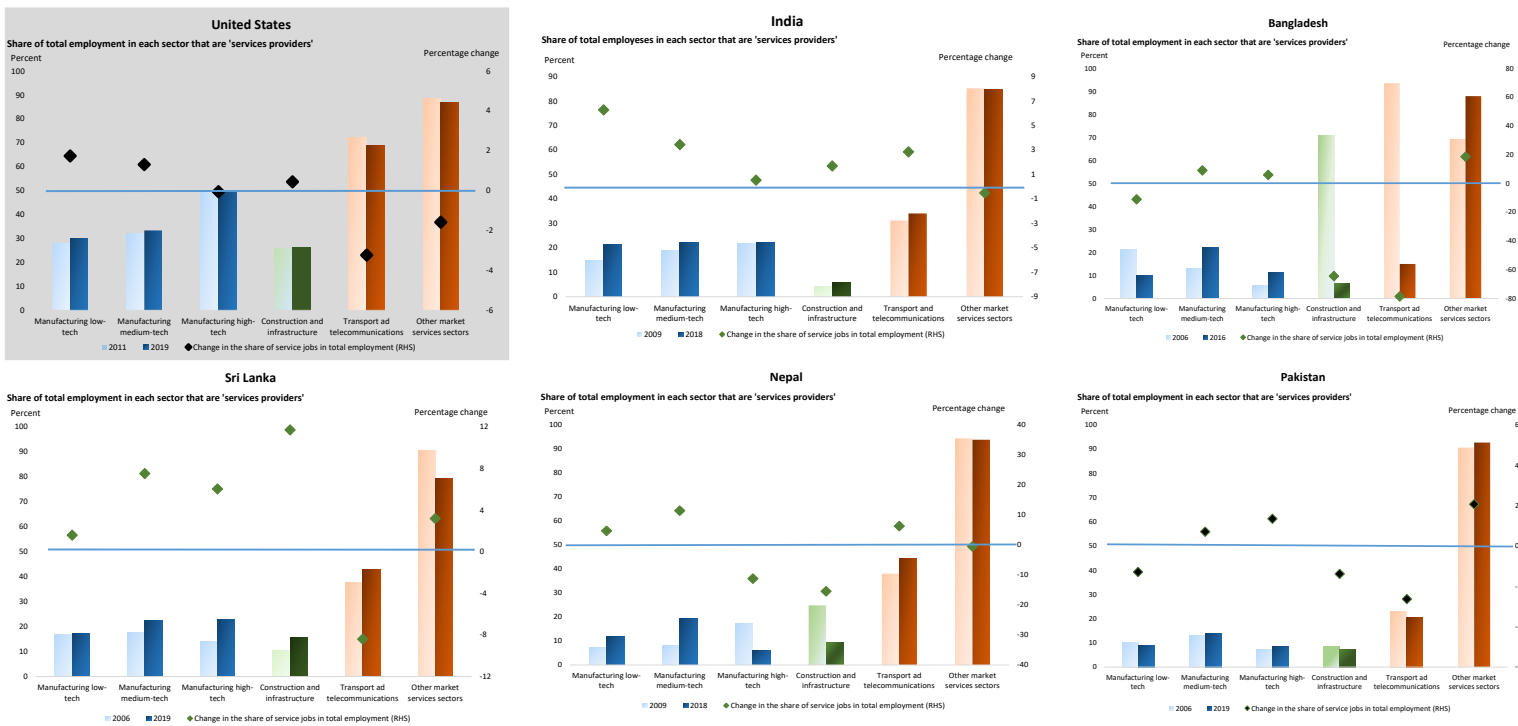 United States
Share of total employment in each sector that are 'services providers'
Percentage change
Percent
100
90
80
70
60
50
40
30
20
10
0
6
4
2
0
-2
-4
-6
Manufacturing low-
tech
Manufacturing
medium-tech
Manufacturing high-
tech
Construction and
infrastructure
Transport ad
telecommunications
Other market
services sectors
2011 2019 Change in the share of service jobs in total employment (RHS)
India
Share of total employeses in each sector that are 'services providers'
Percent
Percentage change
90
80
70
60
50
40
30
20
10
0
9
7
5
3
1
-1
-3
-5
-7
-9
Manufacturing low-
tech
Manufacturing
medium-tech
Manufacturing high-
tech
Construction and
infrastructure
Transport ad
telecommunications
Other market
services sectors
2009 2018 Change in the share of service jobs in total employment (RHS)
Bangladesh
Share of total employment in each sector that are 'services providers'
Percentage change
Percent
100
90
80
70
60
50
40
30
20
10
0
80
60
40
20
0
-20
-40
-60
-80
Manufacturing low-
tech
Manufacturing
medium-tech
Manufacturing high-
tech
Construction and
infrastructure
Transport ad
telecommunications
Other market
services sectors
2006 2016 Change in the share of service jobs in total employment (RHS)
Sri Lanka
Share of total employment in each sector that are 'services providers'
Percent
Percentage change
100
90
80
70
60
50
40
30
20
10
0
12
8
4
0
-4
-8
-12
Manufacturing low-
tech
Manufacturing
medium-tech
Manufacturing high-
tech
Construction and
infrastructure
Transport ad
telecommunications
Other market
services sectors
2006 2019 Change in the share of service jobs in total employment (RHS)
Nepal
Share of total employment in each sector that are 'services providers'
Percent
Percentage change
100
90
80
70
60
50
40
30
20
10
0
40
30
20
10
0
-10
-20
-30
-40
Manufacturing low-
tech
Manufacturing
medium-tech
Manufacturing high-
tech
Construction and
infrastructure
Transport ad
telecommunications
Other market
services sectors
2009 2018 Change in the share of service jobs in total employment (RHS)
Pakistan
Share of total employment in each sector that are 'services providers'
Percent
Percentage change
100
90
80
70
60
50
40
30
20
10
0
6
4
2
0
Manufacturing low-
tech
Manufacturing
medium-tech
Manufacturing high-
tech
Construction and
infrastructure
Transport ad
telecommunications
Other market
services sectors
2006 2019 Change in the share of service jobs in total employment (RHS)